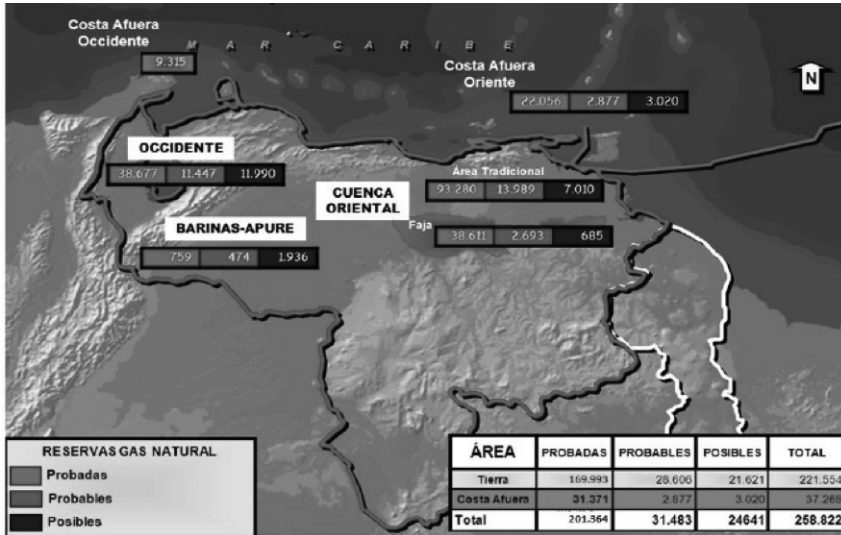 Costa Afuera
Occidente
M A R C A R I B E
9.315
Costa Afuera
Oriente
N
22.056 2.877 3.020
OCCIDENTE
38.677 11.447 11.990
Área Tradicional
93.280 13.989 7.010
CUENCA
ORIENTAL
Faja
38.611 2.693 685
BARINAS-APURE
759 474 1.936
RESERVAS GAS NATURAL
Probadas
Probables
Posibles
ÁREA PROBADAS PROBABLES POSIBLES TOTAL
Tierra 169.993 28.606 21.621 221.554
Costa Afuera 31.371 2.877 3.020 37.268
Total 201.364 31.483 24641 258.822